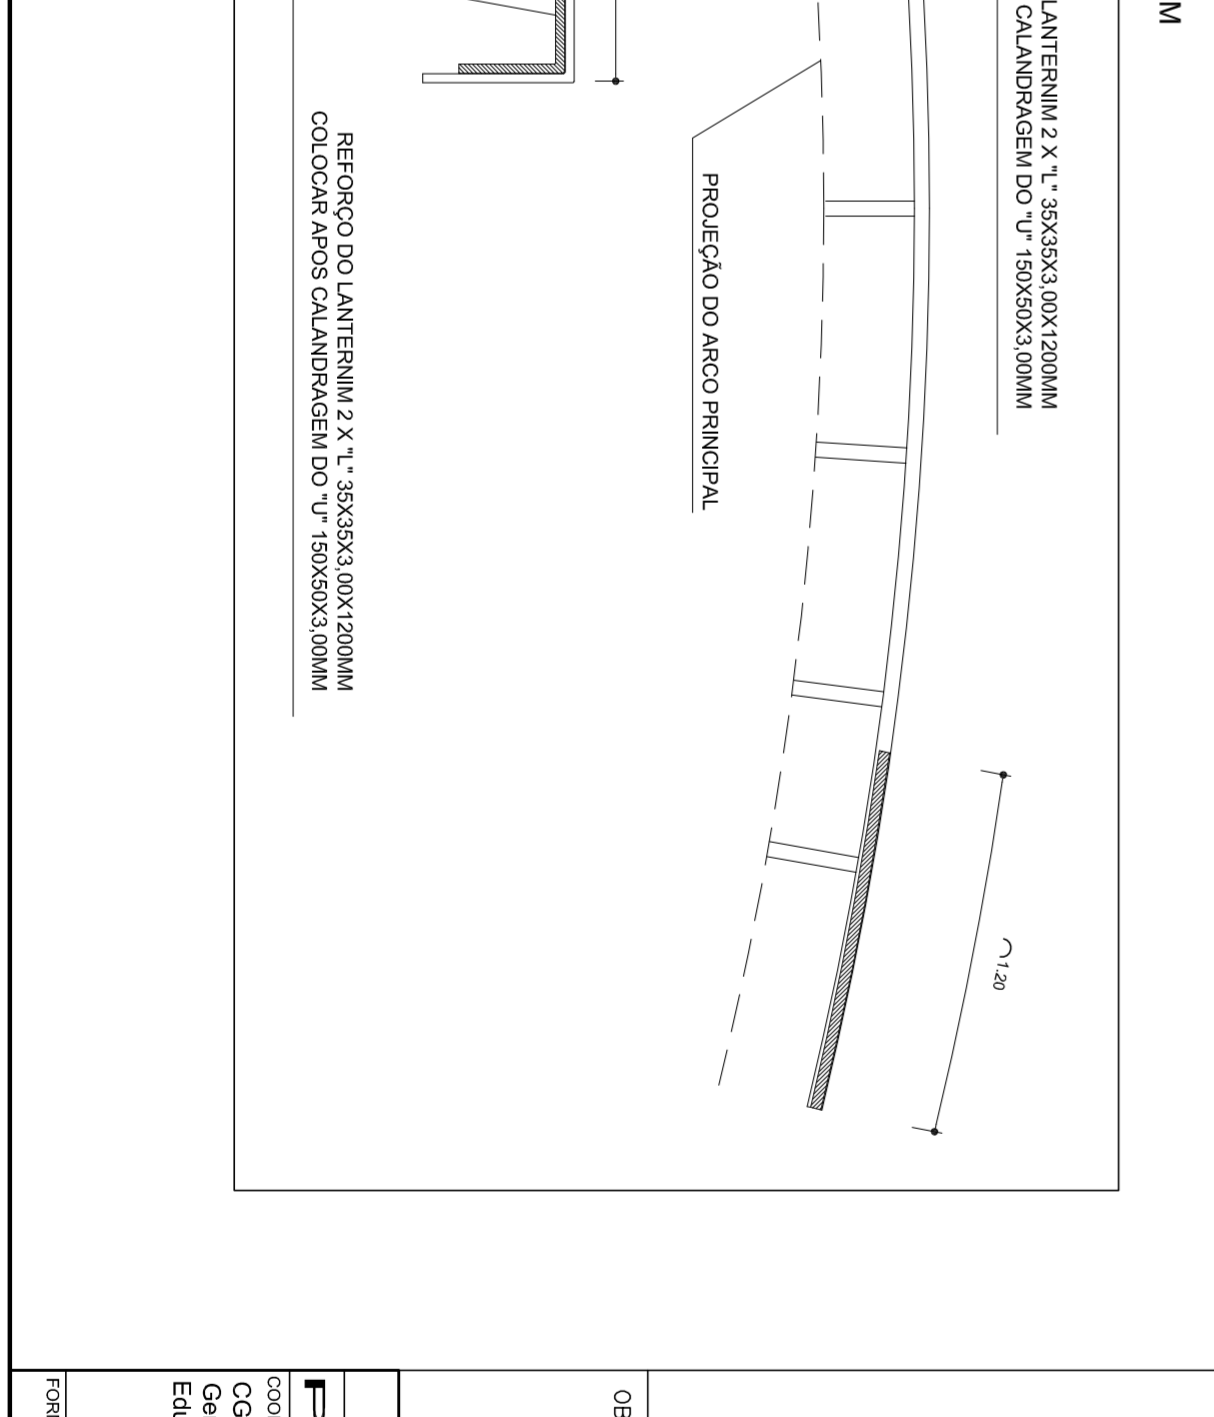 M
LANTERNIM 2 X "L" 35X35X3,00X1200MM
CALANDRAGEM DO "U" 150X50X3,00MM
PROJEÇÃO DO ARCO PRINCIPAL
REFORÇO DO LANTERNIM 2 X "L" 35X35X3,00X1200MM
COLOCAR APOS CALANDRAGEM DO "U" 150X50X3,00MM
1.20
OB
COO
CG
Ge
Edu